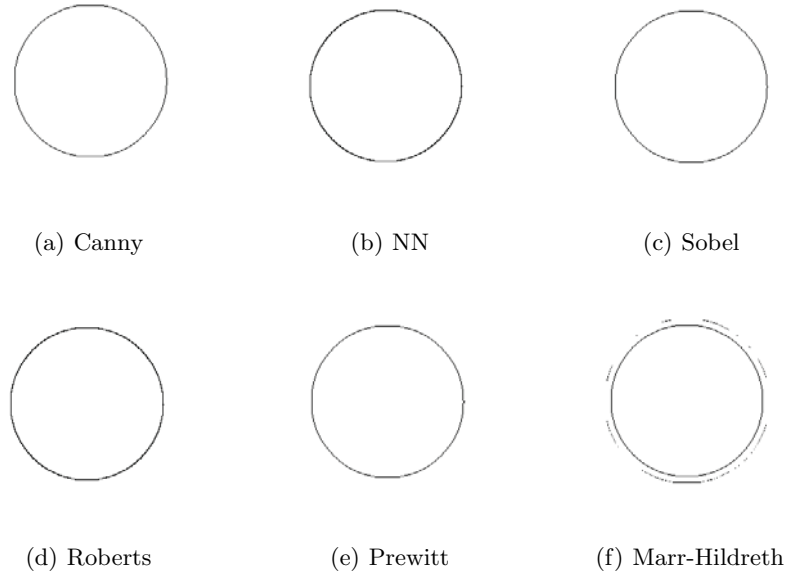 (a) Canny
(b) NN
(c) Sobel
(d) Roberts
(e) Prewitt
(f) Marr-Hildreth